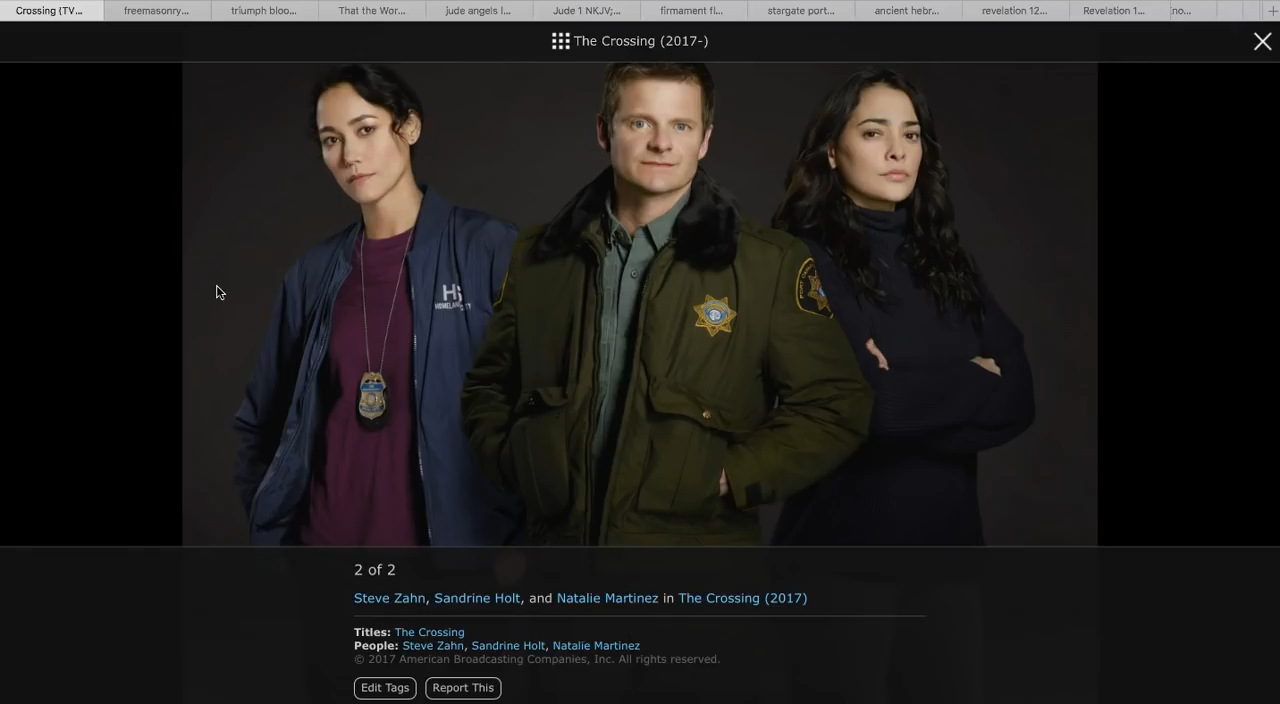 Crossing (TV...
freemasonry...
triumph bloo...
That the Wor...
jude angels l...
Jude 1 NKJV;...
firmament fl...
stargate port...
ancient hebr...
revelation 12...
Revelation 1...
The Crossing (2017-)
2 of 2
Steve Zahn, Sandrine Holt, and Natalie Martinez in The Crossing (2017)
Titles: The Crossing
People: Steve Zahn, Sandrine Holt, Natalie Martinez
© 2017 American Broadcasting Companies, Inc. All rights reserved.
Edit Tags
Report This